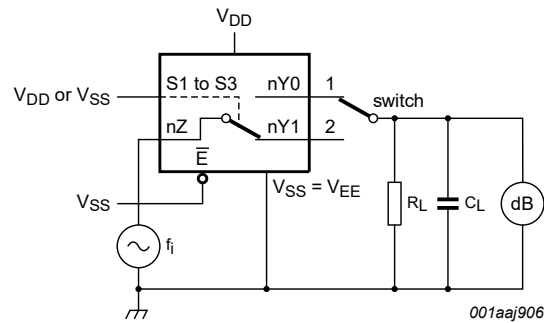 VDD
S1 to S3
nY0
1
VDD or VSS
switch
nZ
nY1
2
E
VSS = VEE
VSS
RL
CL
dB
fi
001aaj906